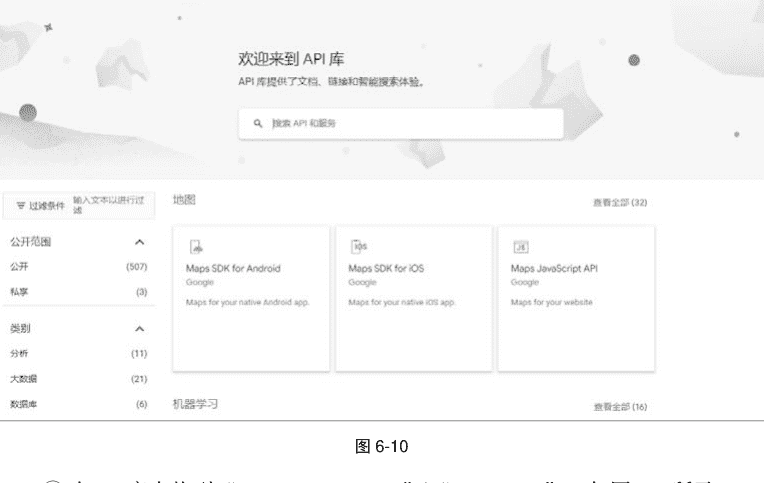 欢迎来到 API 库
API 库提供了文档、链接和智能搜索体验。
搜索 API 和服务
过滤条件 输入文本以进行过滤
公开范围
公开 (507)
私享 (3)
类别
分析 (11)
大数据 (21)
数据库 (6)
地图 查看全部 (32)
Maps SDK for Android
Google
Maps for your native Android app.
Maps SDK for iOS
Google
Maps for your native iOS app.
JS
Maps JavaScript API
Google
Maps for your website
机器学习 查看全部 (16)
图 6-10